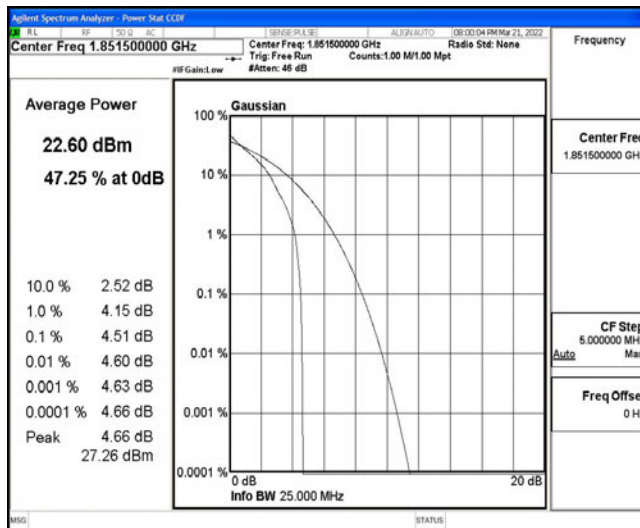 Agilent Spectrum Analyzer - Power Stat CCDF
RL RF 50 Ω AC SENSE:PULSE ALIGN AUTO 08:00:04 PM Mar 21, 2022
Center Freq 1.851500000 GHz
Center Freq: 1.851500000 GHz Radio Std: None
Trig: Free Run Counts:1.00 M/1.00 Mpt
#IFGain:Low #Atten: 46 dB
Frequency
Average Power
22.60 dBm
47.25 % at 0dB
10.0 % 2.52 dB
1.0 % 4.15 dB
0.1 % 4.51 dB
0.01 % 4.60 dB
0.001 % 4.63 dB
0.0001 % 4.66 dB
Peak 4.66 dB
27.26 dBm
Gaussian
100 %
10 %
1 %
0.1 %
0.01 %
0.001 %
0.0001 %
0 dB 20 dB
Info BW 25.000 MHz
Center Fre
1.851500000 GH
CF Step
5.000000 MH
Auto Ma
Freq Offse
0 H
MSG STATUS